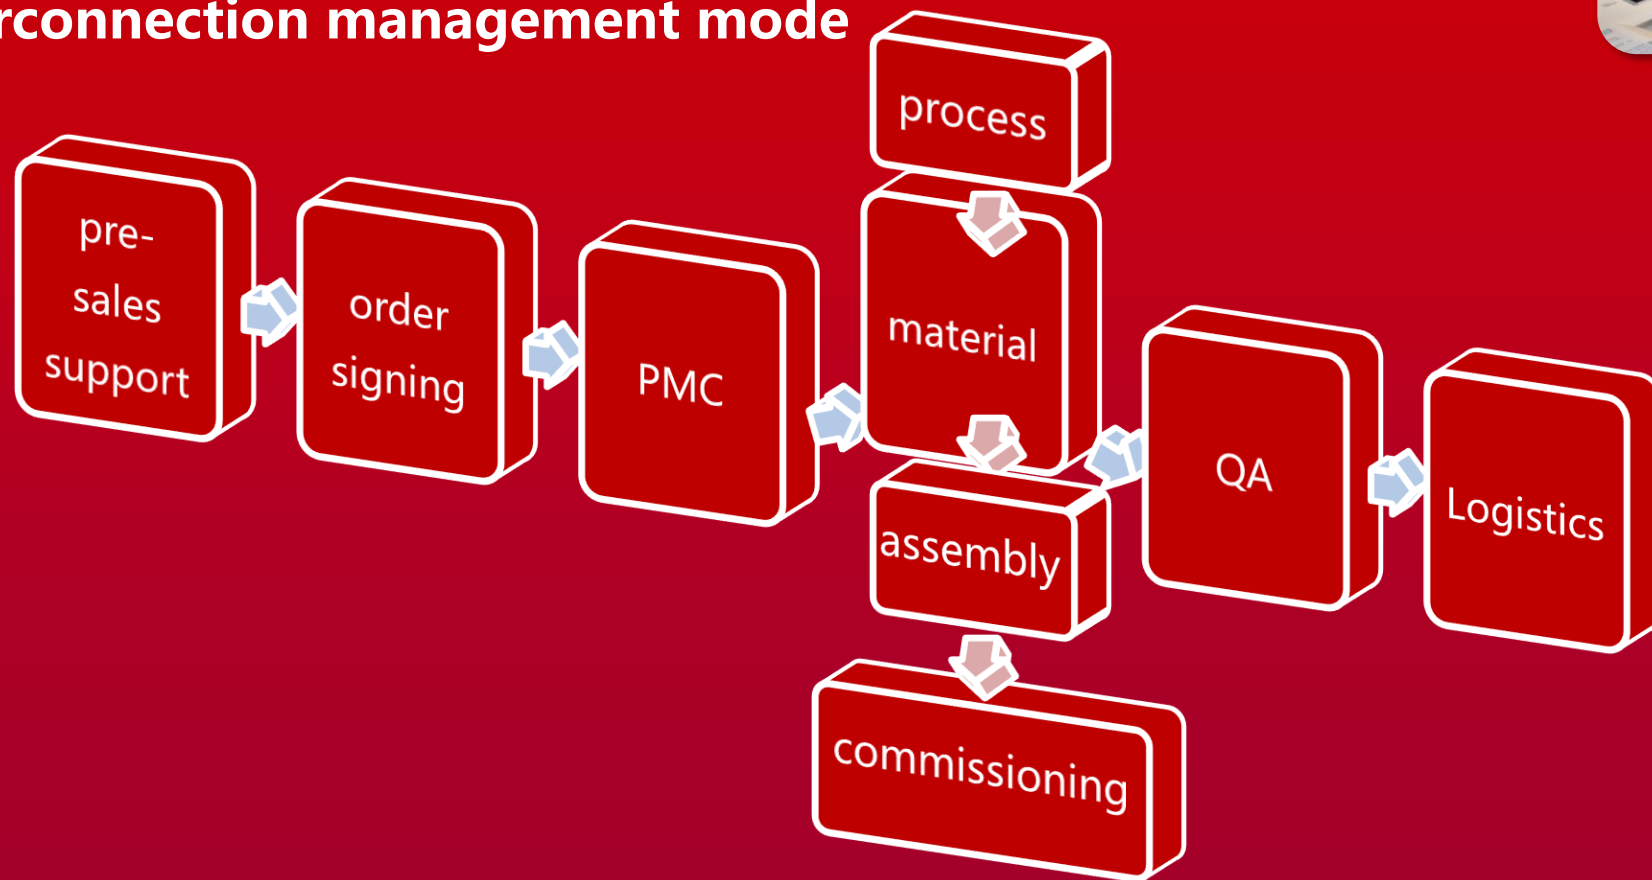 rconnection management mode
process
pre-
sales
support
order
signing
PMC
material
QA
Logistics
assembly
commissioning